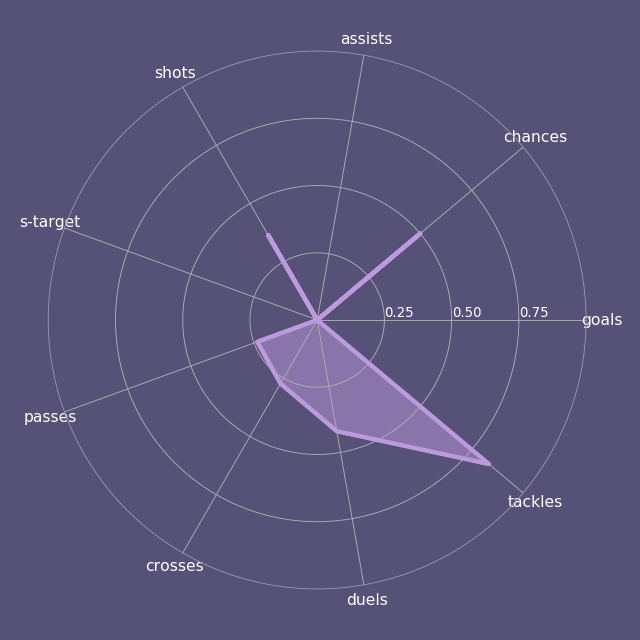 assists
shots
chances
s-target
0.25
0.50
0.75
goals
passes
tackles
crosses
duels